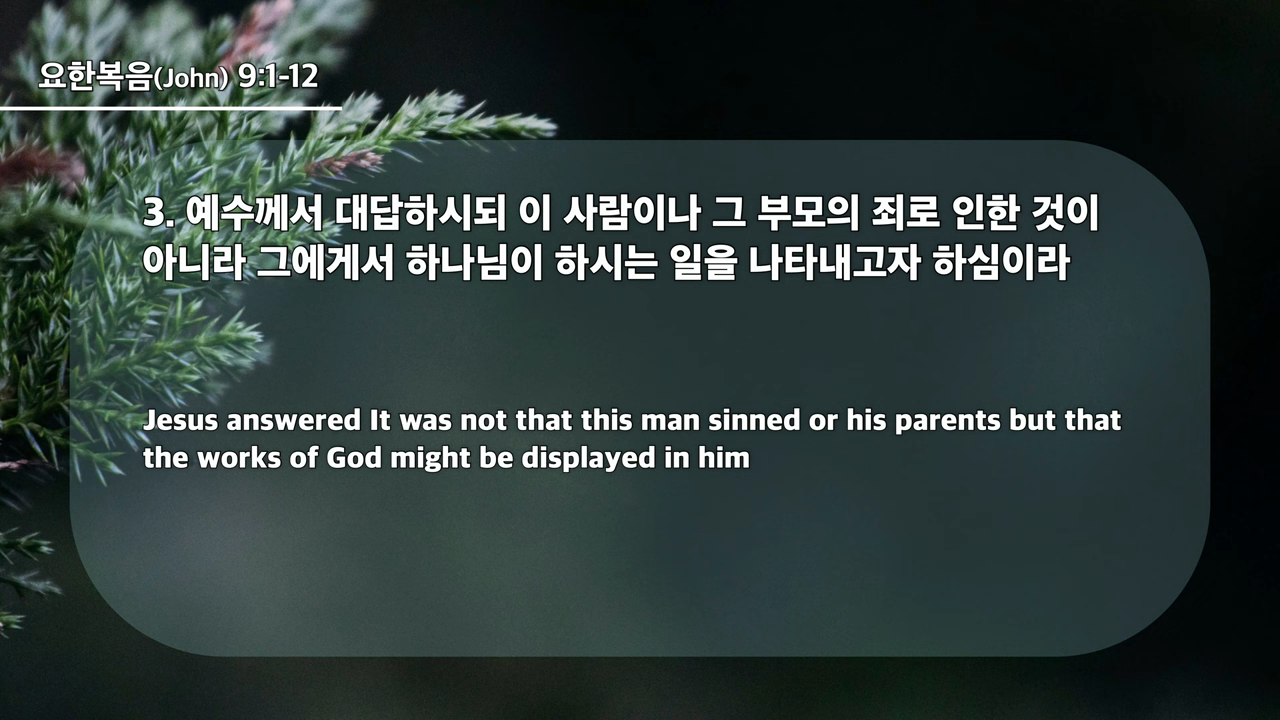 요한복음(John) 9:1-12
3. 예수께서 대답하시되 이 사람이나 그 부모의 죄로 인한 것이
아니라 그에게서 하나님이 하시는 일을 나타내고자 하심이라
Jesus answered It was not that this man sinned or his parents but that
the works of God might be displayed in him